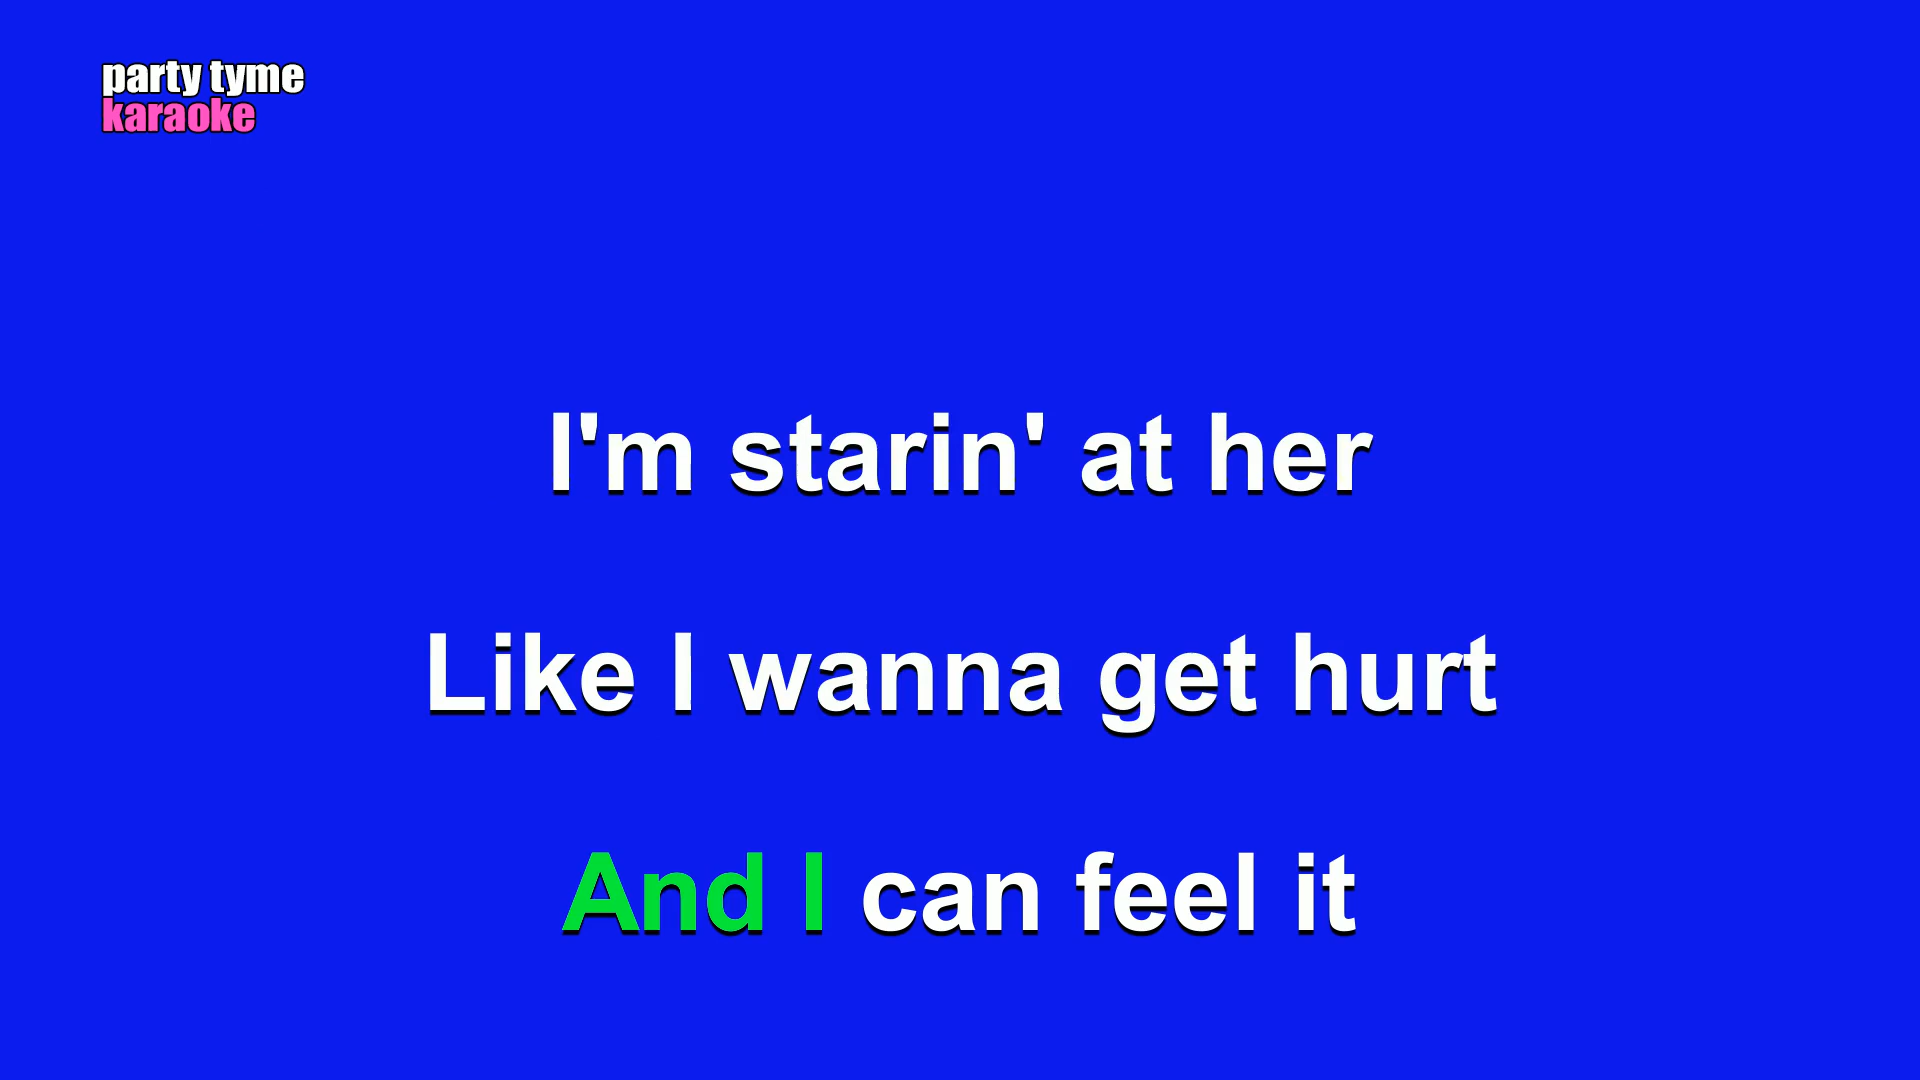 party tyme
karaoke
I'm starin' at her
Like I wanna get hurt
And I can feel it